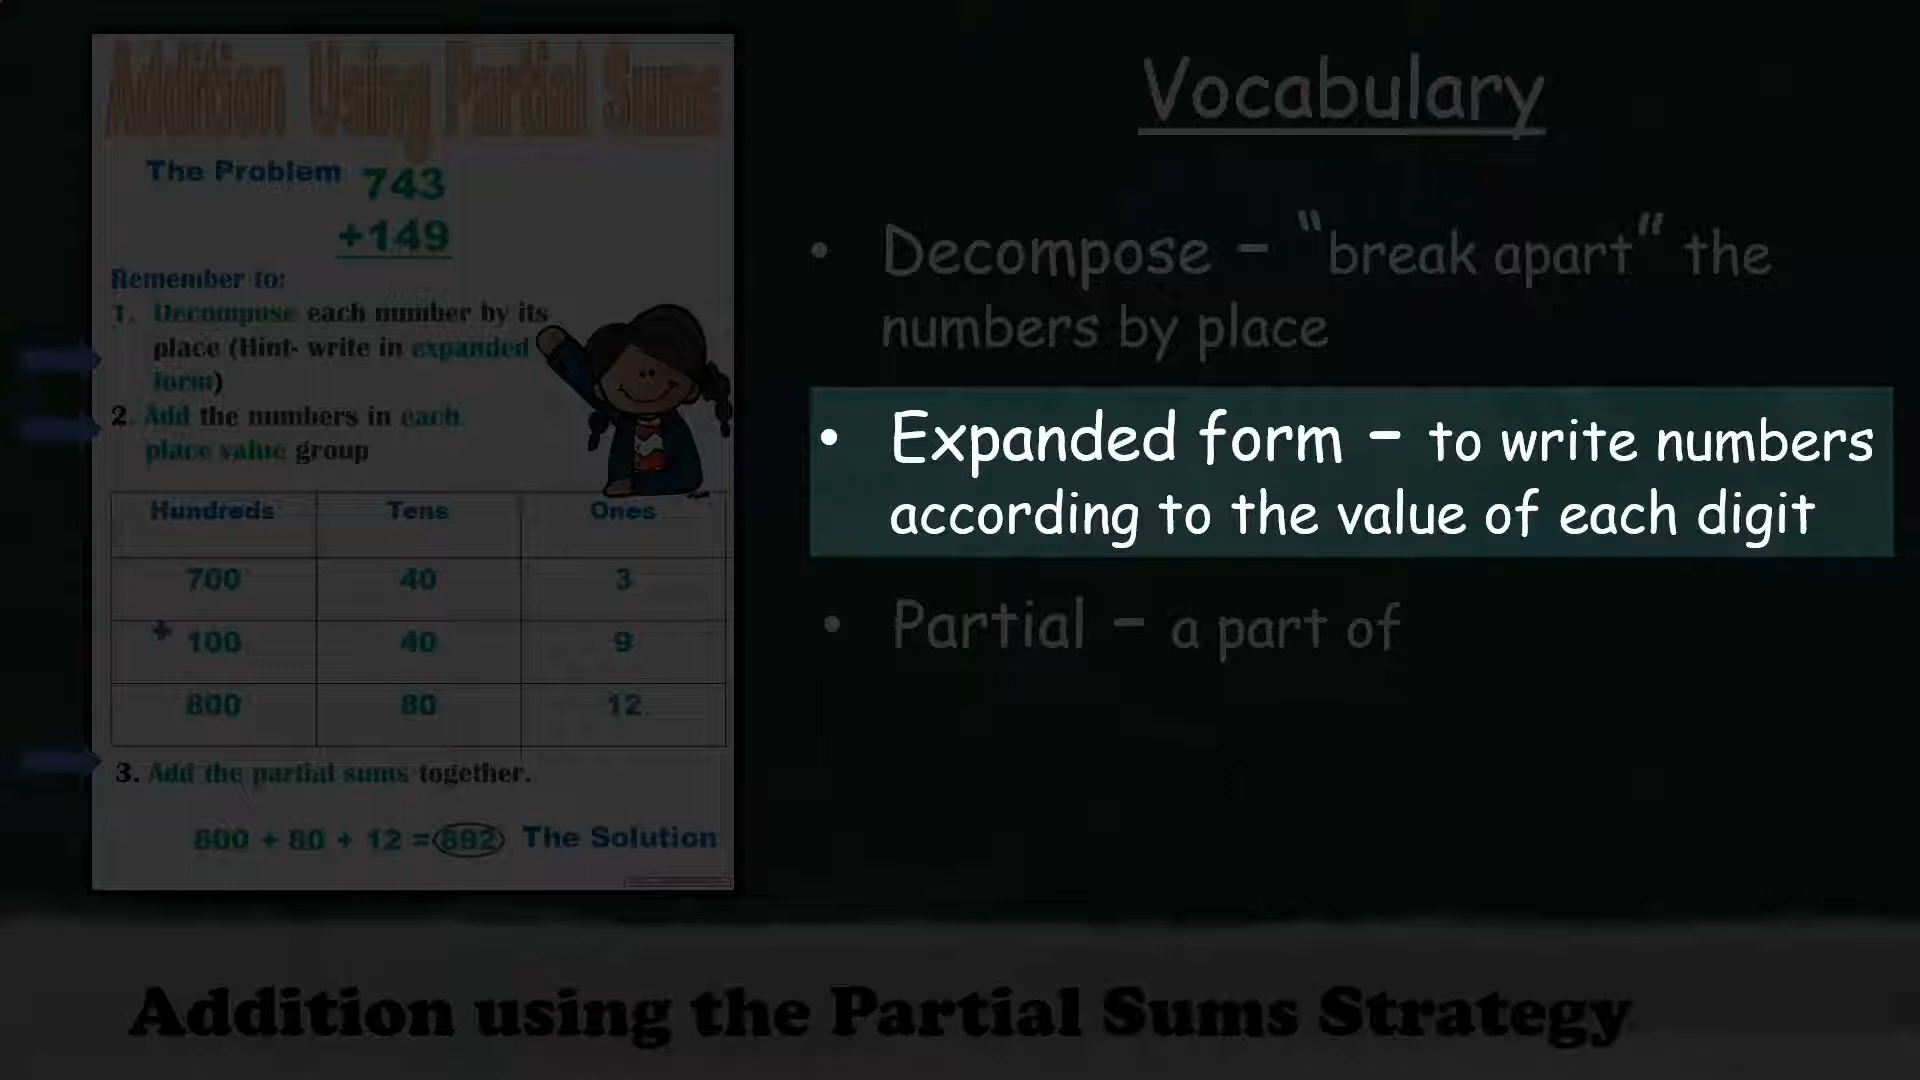 Addition Using Partial Sums
The Problem 743
+149
Remember to:
1. Decompose each number by its
place (Hint- write in expanded
form)
2. Add the numbers in each
place value group
Hundreds Tens Ones
700 40 3
+ 100 40 9
800 80 12
3. Add the partial sums together.
800 + 80 + 12 = 892 The Solution
Vocabulary
• Decompose – "break apart" the
numbers by place
• Expanded form – to write numbers
according to the value of each digit
• Partial – a part of
Addition using the Partial Sums Strategy